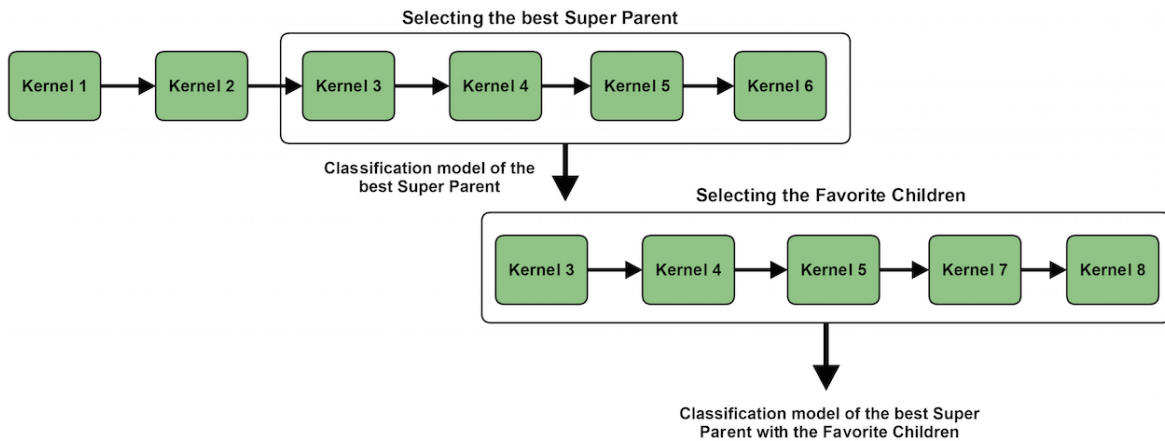 Selecting the best Super Parent
Kernel 1
Kernel 2
Kernel 3
Kernel 4
Kernel 5
Kernel 6
Classification model of the
best Super Parent
Selecting the Favorite Children
Kernel 3
Kernel 4
Kernel 5
Kernel 7
Kernel 8
Classification model of the best Super
Parent with the Favorite Children